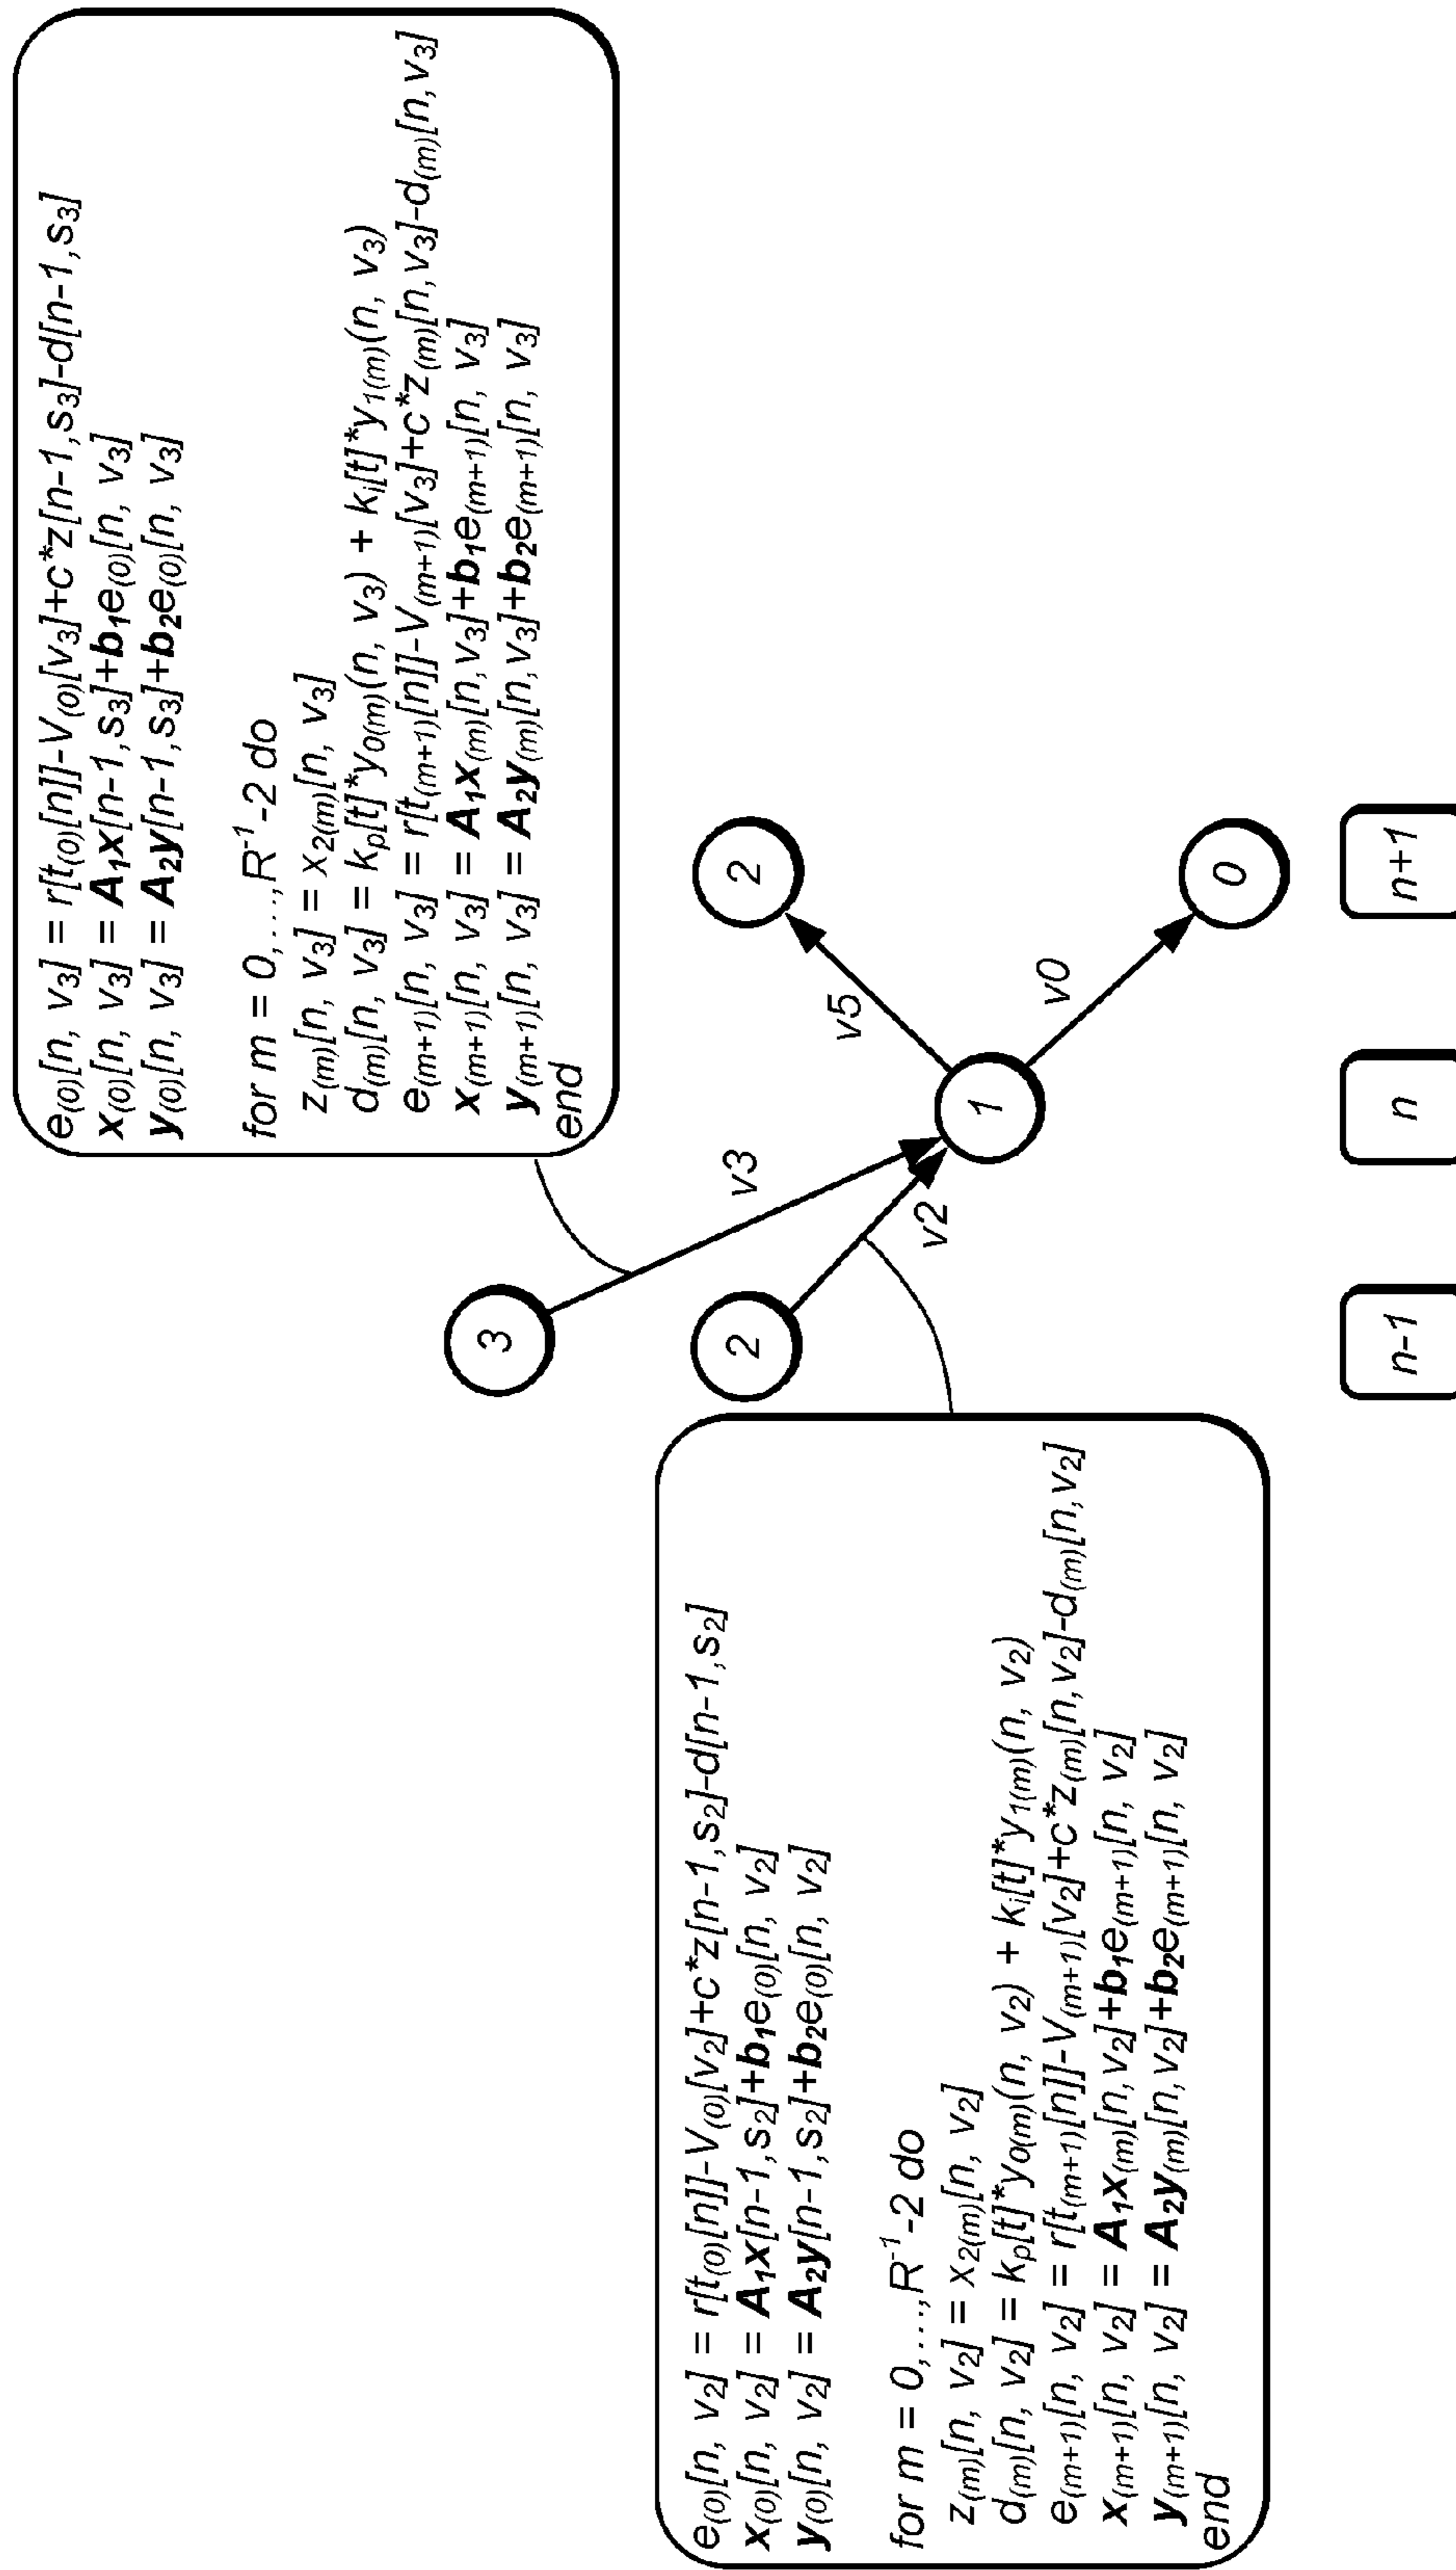 e(0)[n, v3] = r[t(0)[n]]-V(0)[v3]+c*z[n-1,s3]-d[n-1,s3]
x(0)[n, v3] = A1x[n-1,s3]+b1e(0)[n, v3]
y(0)[n, v3] = A2y[n-1,s3]+b2e(0)[n, v3]
for m = 0,...,R⁻¹-2 do
z(m)[n, v3] = x2(m)[n, v3]
d(m)[n, v3] = kp[t]*y0(m)(n, v3) + ki[t]*y1(m)(n, v3)
e(m+1)[n, v3] = r[t(m+1)[n]]-V(m+1)[v3]+c*z(m)[n,v3]-d(m)[n,v3]
x(m+1)[n, v3] = A1x(m)[n,v3]+b1e(m+1)[n, v3]
y(m+1)[n, v3] = A2y(m)[n,v3]+b2e(m+1)[n, v3]
end
3
v3
2
v2
1
v5
2
v0
0
e(0)[n, v2] = r[t(0)[n]]-V(0)[v2]+c*z[n-1,s2]-d[n-1,s2]
x(0)[n, v2] = A1x[n-1,s2]+b1e(0)[n, v2]
y(0)[n, v2] = A2y[n-1,s2]+b2e(0)[n, v2]
for m = 0,...,R⁻¹-2 do
z(m)[n, v2] = x2(m)[n, v2]
d(m)[n, v2] = kp[t]*y0(m)(n, v2) + ki[t]*y1(m)(n, v2)
e(m+1)[n, v2] = r[t(m+1)[n]]-V(m+1)[v2]+c*z(m)[n,v2]-d(m)[n,v2]
x(m+1)[n, v2] = A1x(m)[n,v2]+b1e(m+1)[n, v2]
y(m+1)[n, v2] = A2y(m)[n,v2]+b2e(m+1)[n, v2]
end
n-1
n
n+1